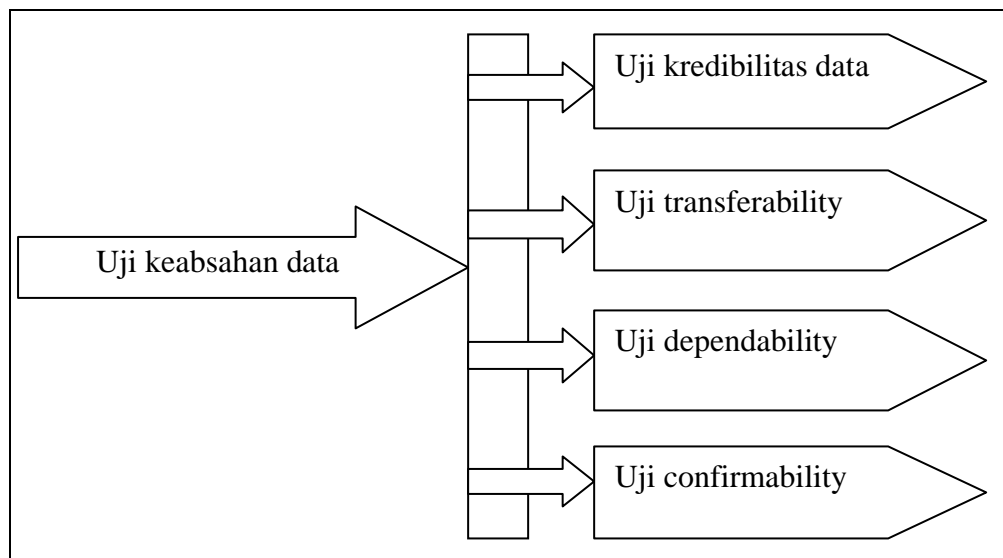 Uji keabsahan data
Uji kredibilitas data
Uji transferability
Uji dependability
Uji confirmability